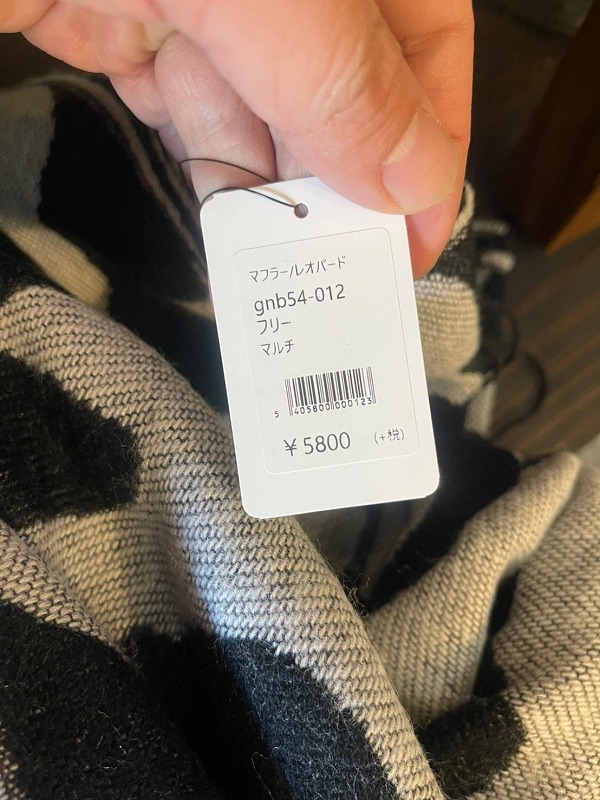 マフラー/レオパード
gnb54-012
フリー
マルチ
5 405800 000123
￥5800 (+税)